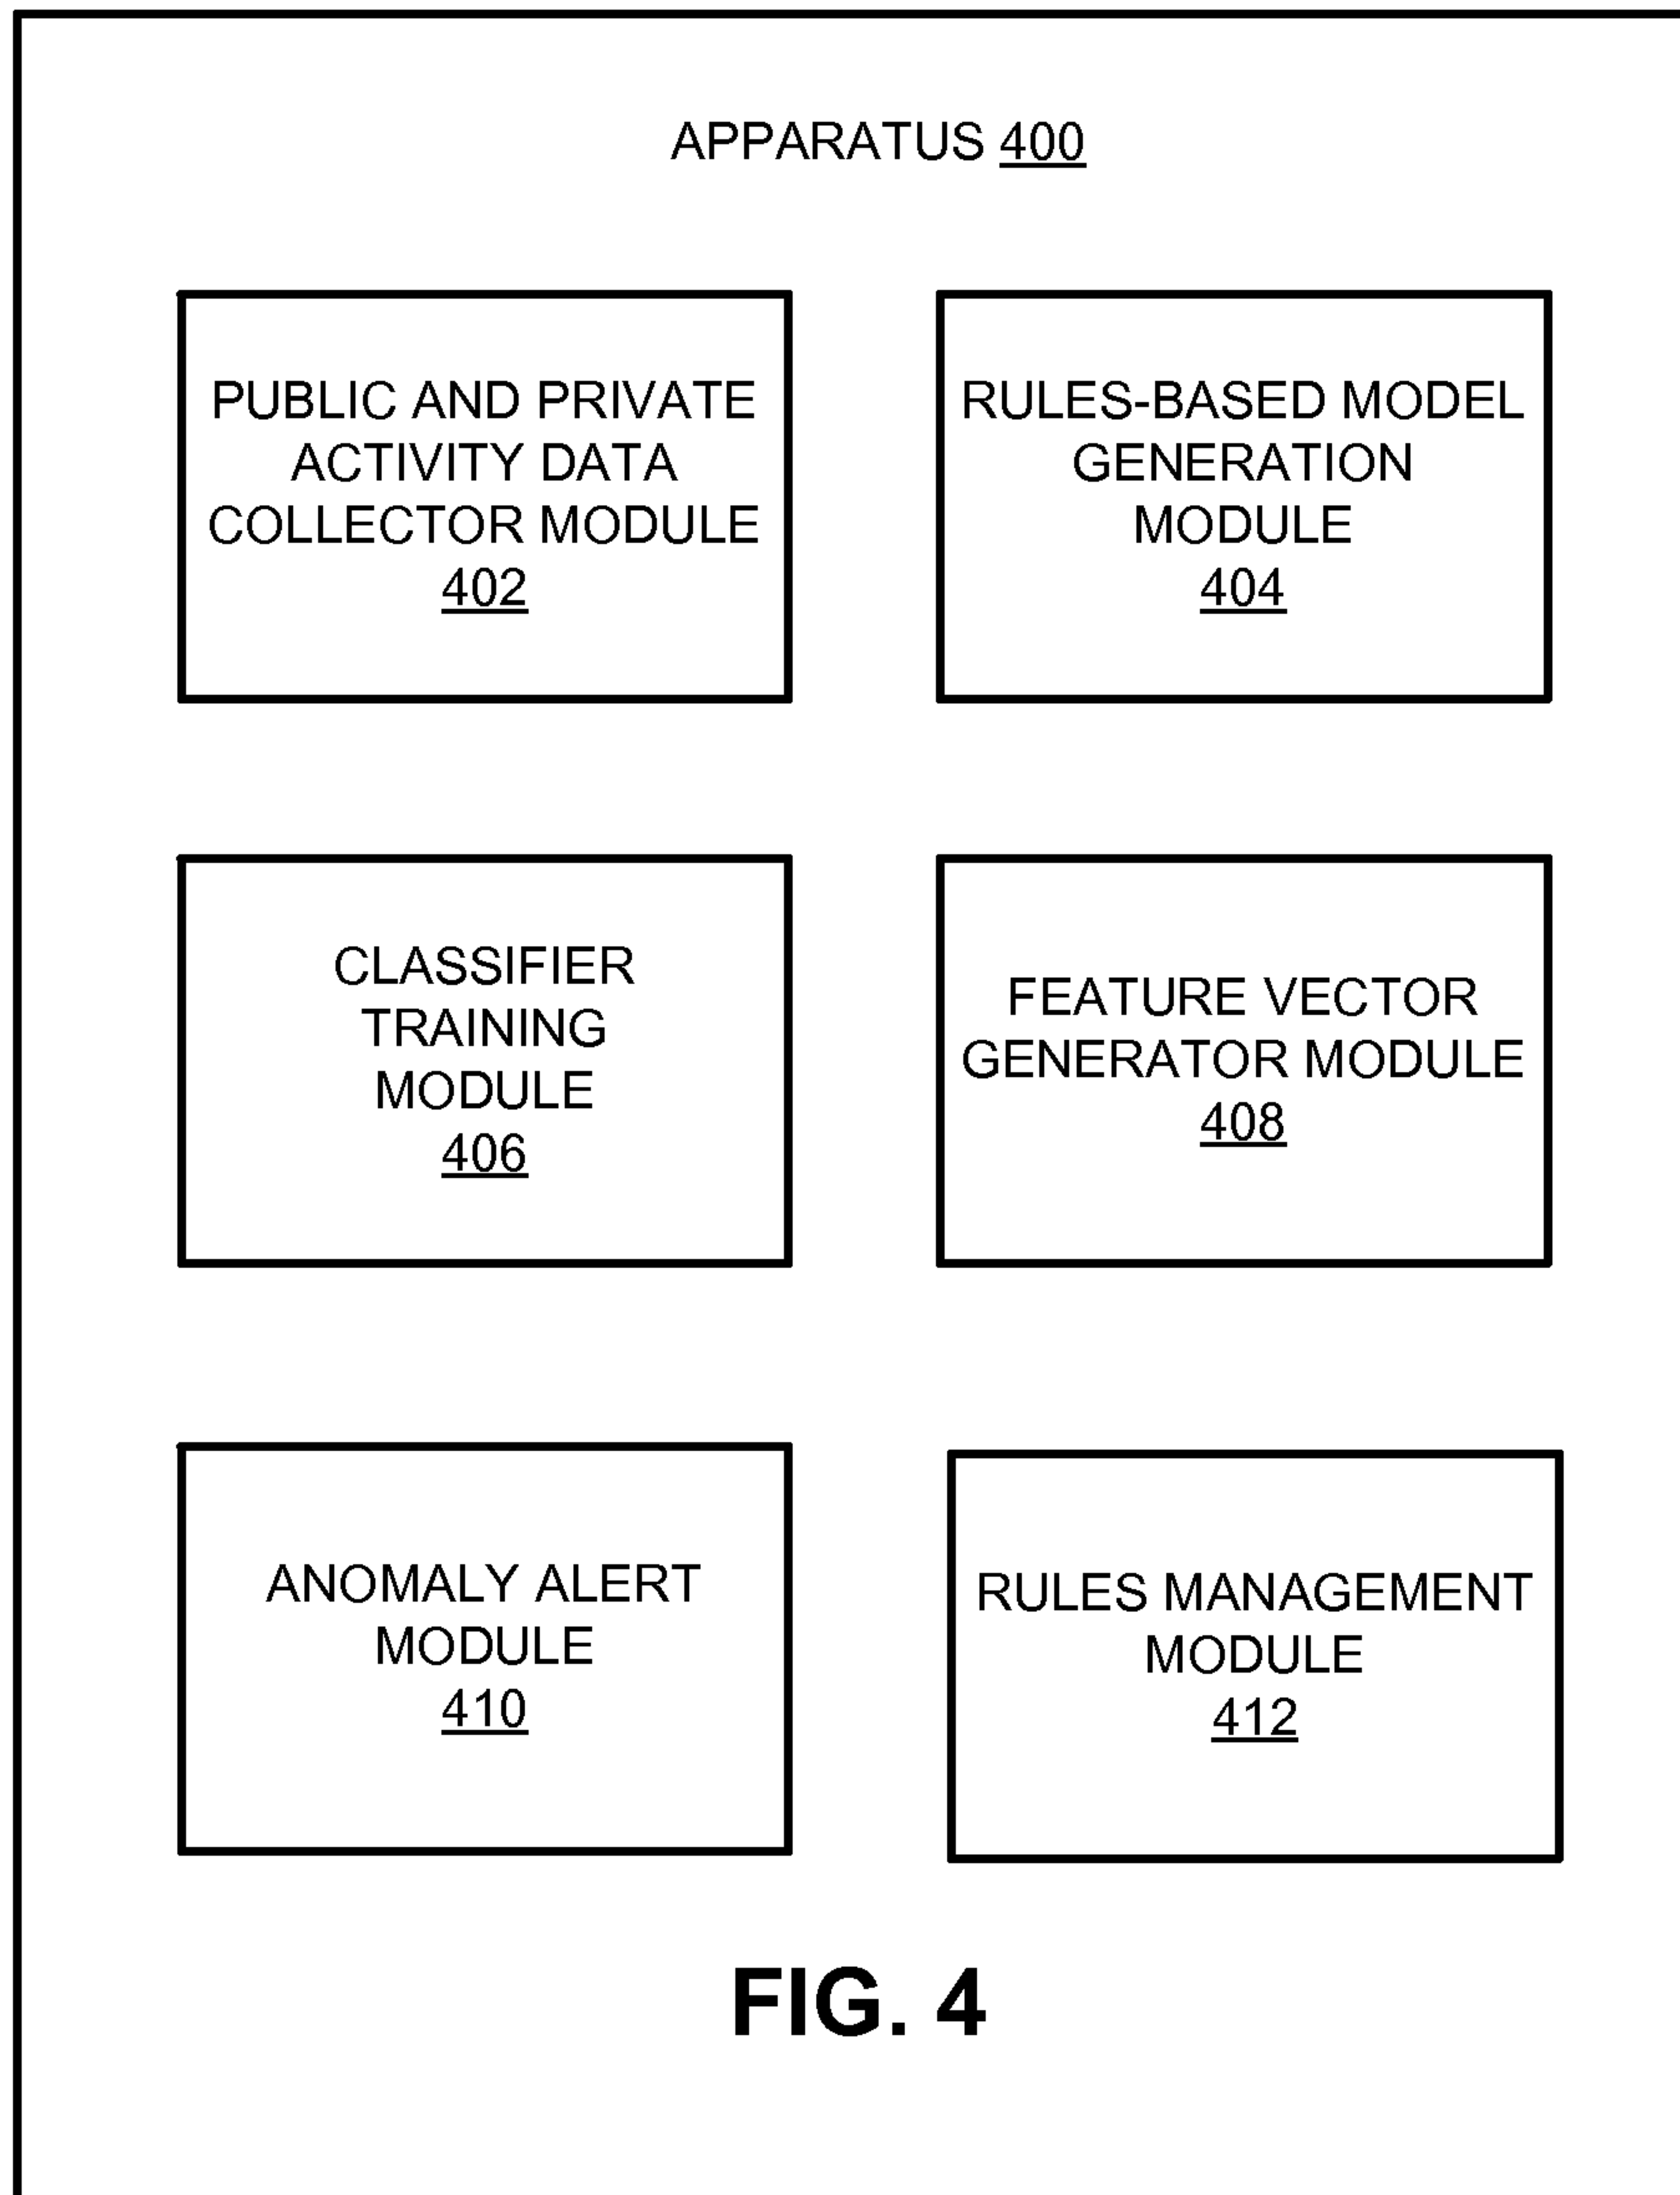 APPARATUS 400
PUBLIC AND PRIVATE
ACTIVITY DATA
COLLECTOR MODULE
402
RULES-BASED MODEL
GENERATION
MODULE
404
CLASSIFIER
TRAINING
MODULE
406
FEATURE VECTOR
GENERATOR MODULE
408
ANOMALY ALERT
MODULE
410
RULES MANAGEMENT
MODULE
412
FIG. 4